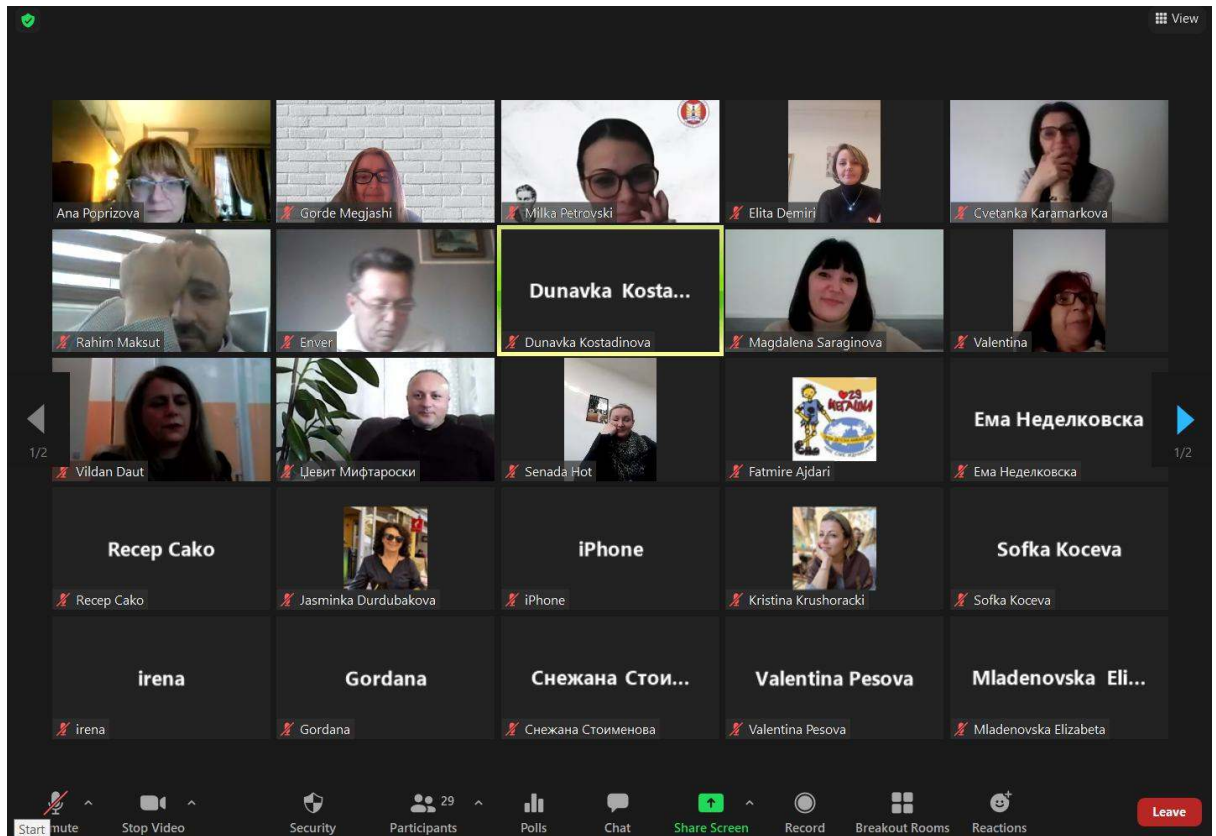 View
Ana Poprizova
Gorde Megjashi
Milka Petrovski
Elita Demiri
Cvetanka Karamarkova
Rahim Maksut
Enver
Dunavka Kosta...
Dunavka Kostadinova
Magdalena Saraginova
Valentina
1/2
Vildan Daut
Џевит Мифтароски
Senada Hot
29
МЕГАШИ
Fatmire Ajdari
Ема Неделковска
Ема Неделковска
1/2
Recep Cako
Recep Cako
Jasminka Durdubakova
iPhone
iPhone
Kristina Krushoracki
Sofka Koceva
Sofka Koceva
irena
irena
Gordana
Gordana
Снежана Стои...
Снежана Стоименова
Valentina Pesova
Valentina Pesova
Mladenovska Eli...
Mladenovska Elizabeta
Start mute
Stop Video
Security
Participants 29
Polls
Chat
Share Screen
Record
Breakout Rooms
Reactions
Leave